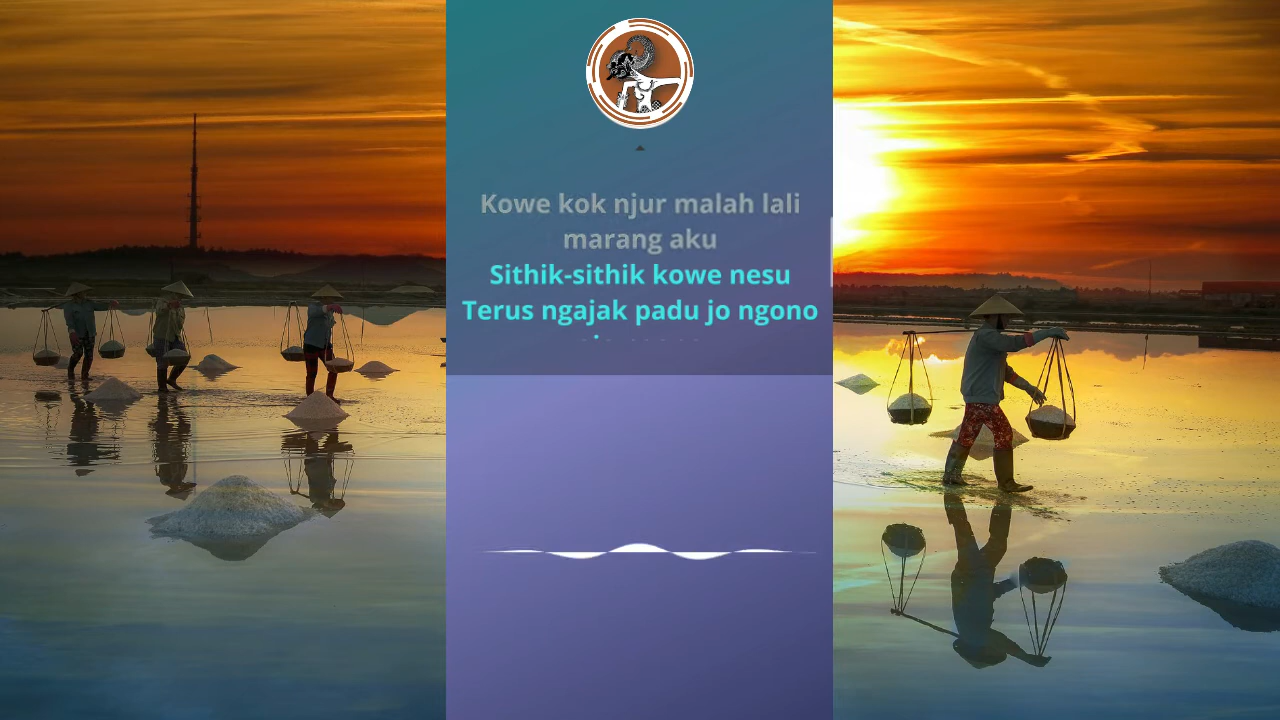 Kowe kok njur malah lali
marang aku
Sithik-sithik kowe nesu
Terus ngajak padu jo ngono